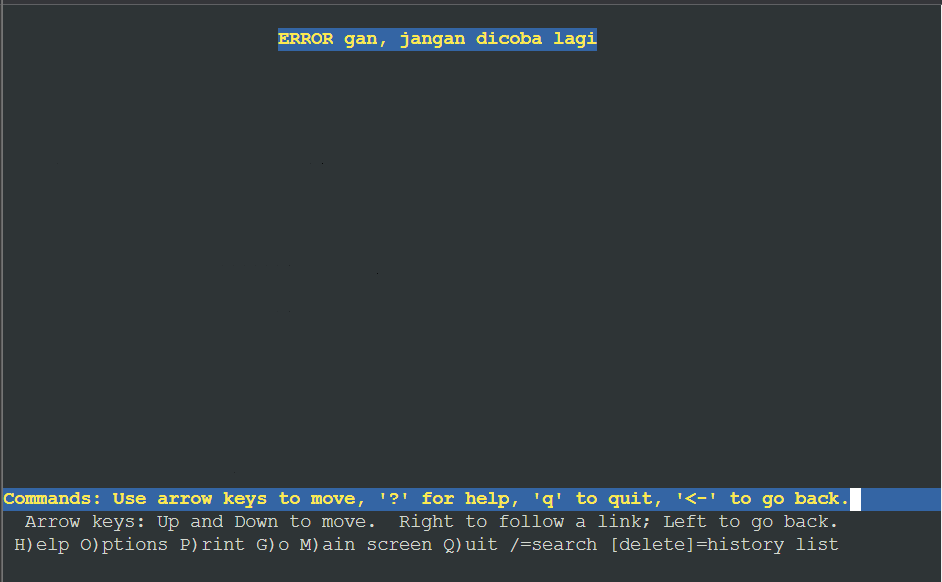 ERROR gan, jangan dicoba lagi
Commands: Use arrow keys to move, '?' for help, 'q' to quit, '<-' to go back.
Arrow keys: Up and Down to move. Right to follow a link; Left to go back.
H)elp O)ptions P)rint G)o M)ain screen Q)uit /=search [delete]=history list